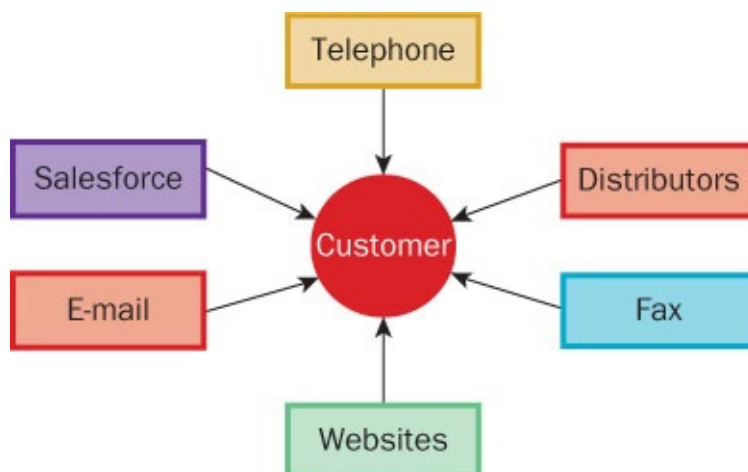 Telephone
Salesforce
Distributors
Customer
E-mail
Fax
Websites